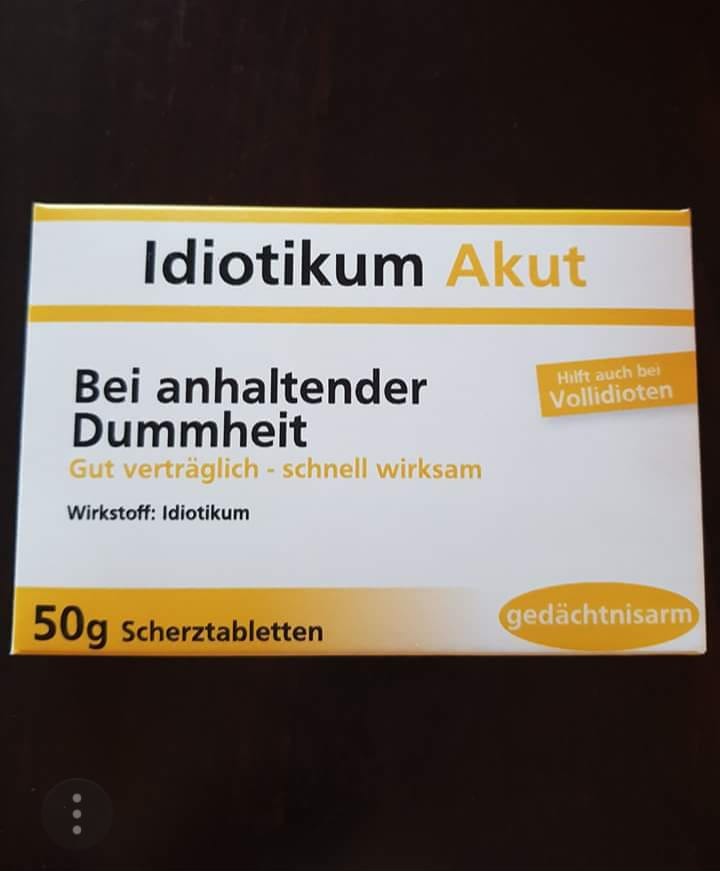 Idiotikum Akut
Bei anhaltender
Dummheit
Hilft auch bei
Vollidioten
Gut verträglich - schnell wirksam
Wirkstoff: Idiotikum
50g Scherztabletten
gedächtnisarm